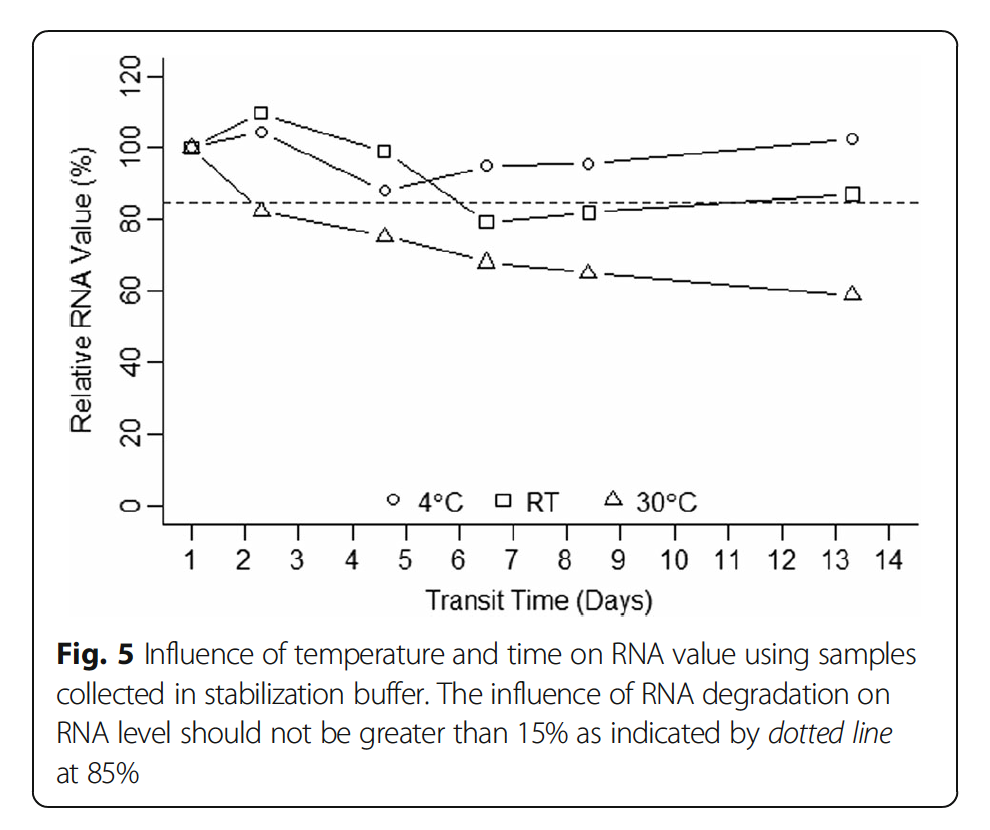 120
100
80
60
40
20
0
Relative RNA Value (%)
4°C RT 30°C
1 2 3 4 5 6 7 8 9 10 11 12 13 14
Transit Time (Days)
Fig. 5 Influence of temperature and time on RNA value using samples
collected in stabilization buffer. The influence of RNA degradation on
RNA level should not be greater than 15% as indicated by dotted line
at 85%